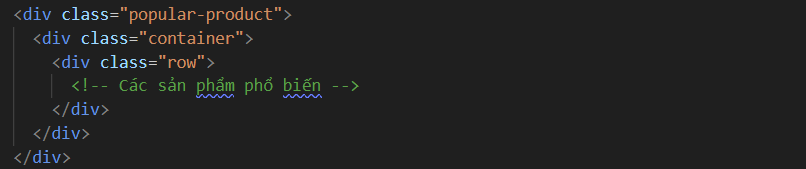 <div class="popular-product">
<div class="container">
<div class="row">
<!-- Các sản phẩm phổ biến -->
</div>
</div>
</div>